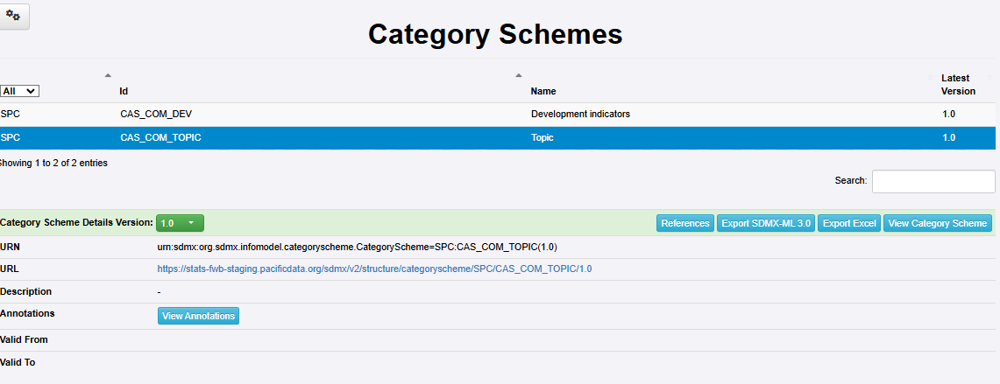 Category Schemes
All Id Name Latest Version
SPC CAS_COM_DEV Development indicators 1.0
SPC CAS_COM_TOPIC Topic 1.0
Showing 1 to 2 of 2 entries
Search:
Category Scheme Details Version: 1.0 References Export SDMX-ML 3.0 Export Excel View Category Scheme
URN urn:sdmx:org.sdmx.infomodel.categoryscheme.CategoryScheme=SPC:CAS_COM_TOPIC(1.0)
URL https://stats-fwb-staging.pacificdata.org/sdmx/v2/structure/categoryscheme/SPC/CAS_COM_TOPIC/1.0
Description -
Annotations View Annotations
Valid From
Valid To